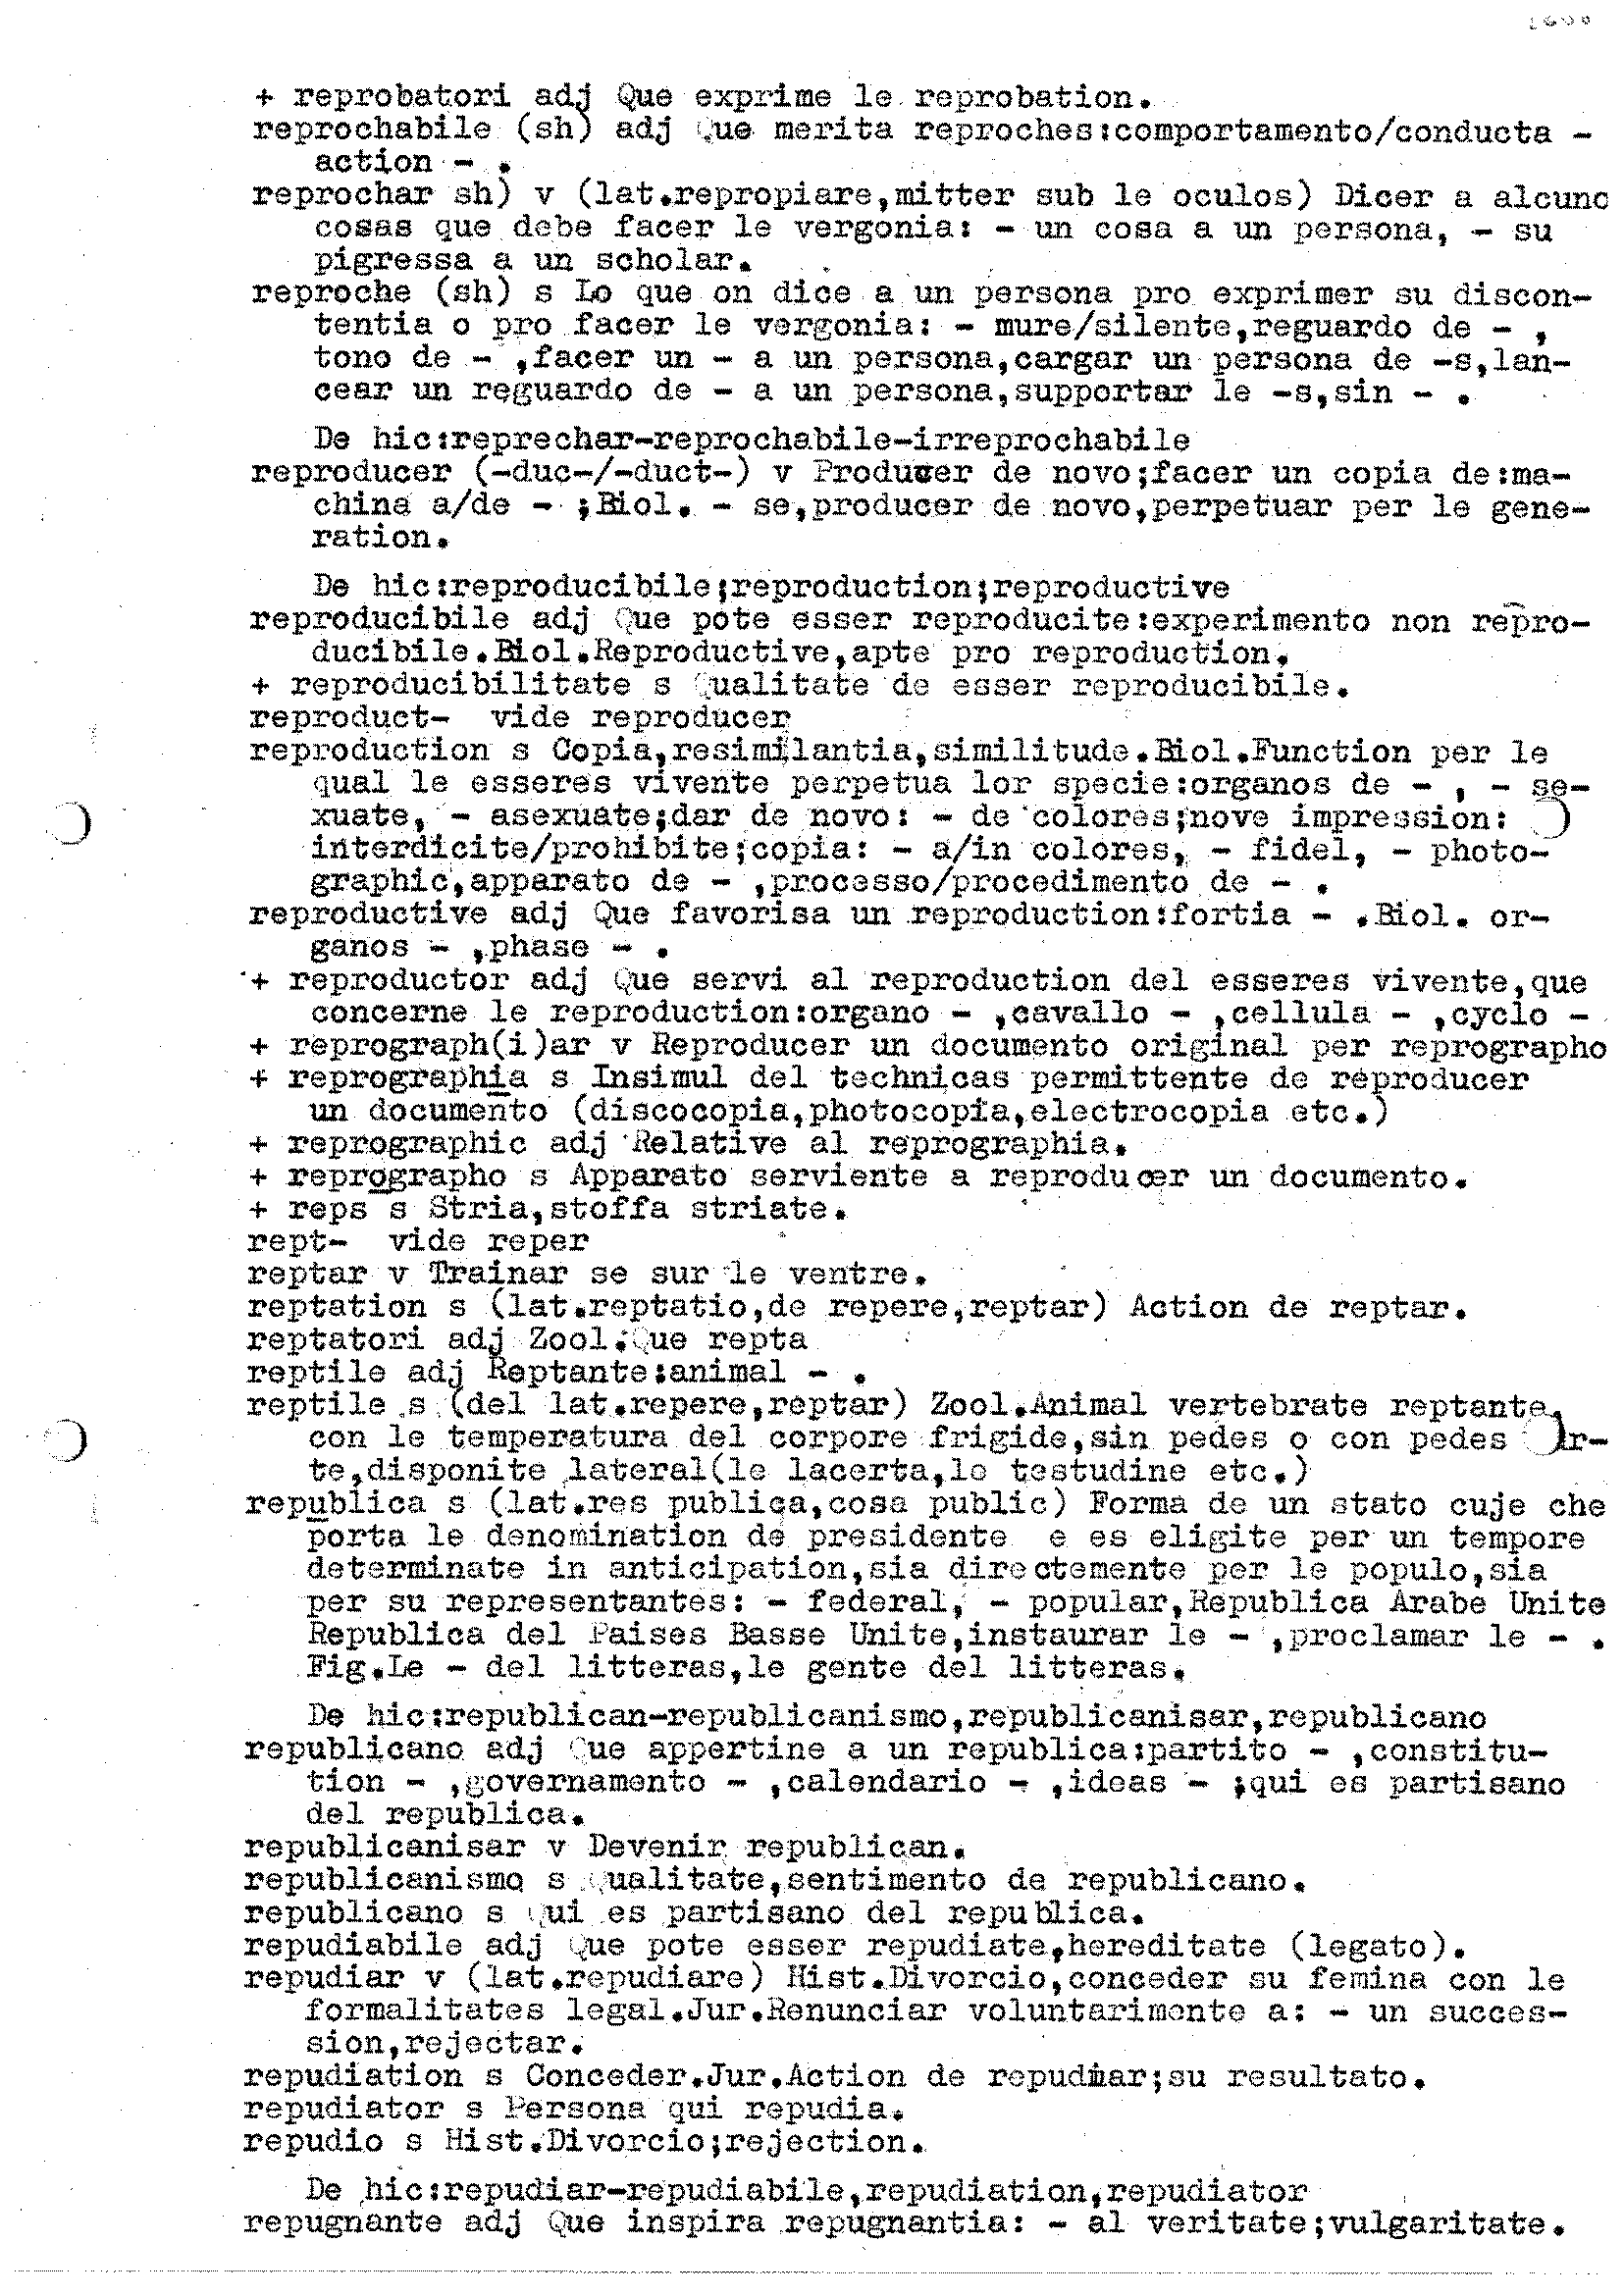 + reprobatori adj Que exprime le reprobation.
reprochabile (sh) adj Que merita reproches:comportamento/conducta -
action - .
reprochar sh) v (lat.repropiare,mitter sub le oculos) Dicer a alcuno
cosas que debe facer le vergonia: - un cosa a un persona, - su
pigressa a un scholar.
reproche (sh) s Lo que on dice a un persona pro exprimer su discon-
tentia o pro facer le vergonia: - mure/silente,reguardo de - ,
tono de - ,facer un - a un persona,cargar un persona de -s,lan-
cear un reguardo de - a un persona,supportar le -s,sin - .
De hic:reprechar-reprochabile-irreprochabile
reproducer (-duc-/-duct-) v Producer de novo;facer un copia de:ma-
china a/de - ;Biol. - se,producer de novo,perpetuar per le gene-
ration.
De hic:reproducibile;reproduction;reproductive
reproducibile adj Que pote esser reproducite:experimento non repro-
ducibile.Biol.Reproductive,apte pro reproduction.
+ reproducibilitate s Qualitate de esser reproducibile.
reproduct- vide reproducer
reproduction s Copia,resimilantia,similitude.Biol.Function per le
qual le esseres vivente perpetua lor specie:organos de - , - se-
xuate, - asexuate;dar de novo: - de colores;nove impression:
interdicite/prohibite;copia: - a/in colores, - fidel, - photo-
graphic,apparato de - ,processo/procedimento de - .
reproductive adj Que favorisa un reproduction:fortia - .Biol. or-
ganos - ,phase - .
+ reproductor adj Que servi al reproduction del esseres vivente,que
concerne le reproduction:organo - ,cavallo - ,cellula - ,cyclo -
+ reprograph(i)ar v Reproducer un documento original per reprographo
+ reprographia s Insimul del technicas permittente de reproducer
un documento (discocopia,photocopia,electrocopia etc.)
+ reprographic adj Relative al reprographia.
+ reprographo s Apparato serviente a reproducer un documento.
+ reps s Stria,stoffa striate.
rept- vide reper
reptar v Trainar se sur le ventre.
reptation s (lat.reptatio,de repere,reptar) Action de reptar.
reptatori adj Zool.Que repta
reptile adj Reptante:animal - .
reptile s (del lat.repere,reptar) Zool.Animal vertebrate reptante,
con le temperatura del corpore frigide,sin pedes o con pedes
te,disponite lateral(le lacerta,le testudine etc.)
republica s (lat.res publica,cosa public) Forma de un stato cuje che
porta le denomination de presidente e es eligite per un tempore
determinate in anticipation,sia directemente per le populo,sia
per su representantes: - federal, - popular,Republica Arabe Unite
Republica del Paises Basse Unite,instaurar le - ,proclamar le - .
Fig.Le - del litteras,le gente del litteras.
De hic:republican-republicanismo,republicanisar,republicano
republicano adj Que appertine a un republica:partito - ,constitu-
tion - ,governamento - ,calendario - ,ideas - ;qui es partisano
del republica.
republicanisar v Devenir republican.
republicanismo s Qualitate,sentimento de republicano.
republicano s Qui es partisano del republica.
repudiabile adj Que pote esser repudiate,hereditate (legato).
repudiar v (lat.repudiare) Hist.Divorcio,conceder su femina con le
formalitates legal.Jur.Renunciar voluntarimente a: - un succes-
sion,rejectar.
repudiation s Conceder.Jur.Action de repudiar;su resultato.
repudiator s Persona qui repudia.
repudio s Hist.Divorcio;rejection.
De hic:repudiar-repudiabile,repudiation,repudiator
repugnante adj Que inspira repugnantia: - al veritate;vulgaritate.